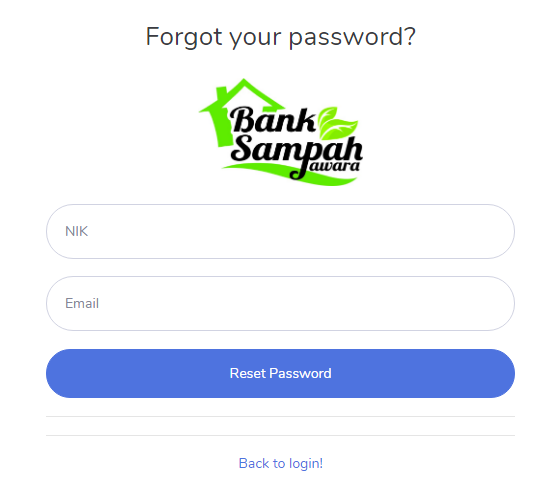 Forgot your password?
Bank
Sampah
Jawara
NIK
Email
Reset Password
Back to login!